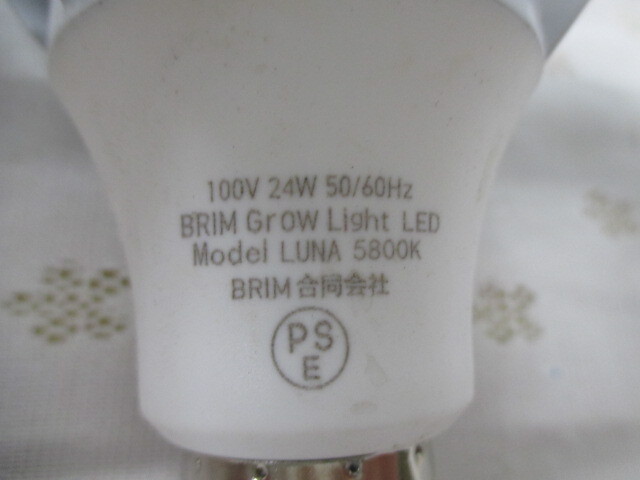 100V 24W 50/60Hz
BRIM Grow Light LED
Model LUNA 5800K
BRIM合同会社
PS
E